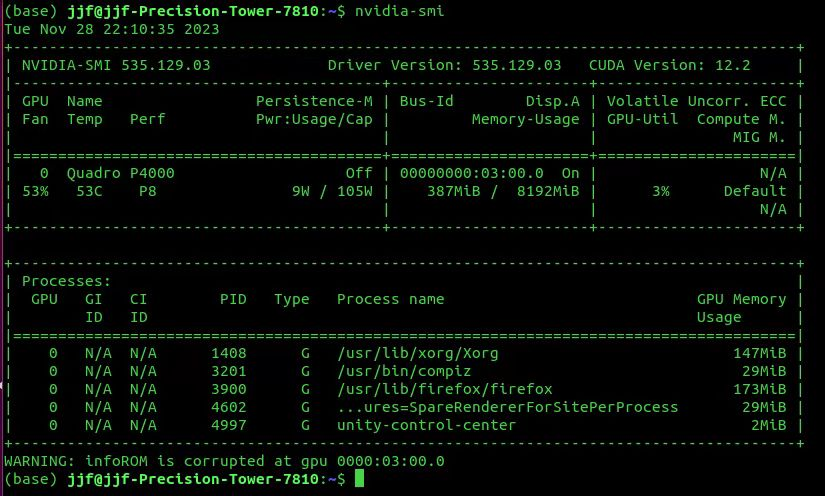 (base) jjf@jjf-Precision-Tower-7810:~$ nvidia-smi
Tue Nov 28 22:10:35 2023
+---------------------------------------------------------------------------------------+
| NVIDIA-SMI 535.129.03             Driver Version: 535.129.03   CUDA Version: 12.2     |
|-----------------------------------------+----------------------+----------------------+
| GPU  Name                 Persistence-M | Bus-Id        Disp.A | Volatile Uncorr. ECC |
| Fan  Temp   Perf          Pwr:Usage/Cap |         Memory-Usage | GPU-Util  Compute M. |
|                                         |                      |               MIG M. |
|=========================================+======================+======================|
|   0  Quadro P4000                   Off | 00000000:03:00.0  On |                  N/A |
| 53%   53C    P8               9W / 105W |    387MiB /  8192MiB |      3%      Default |
|                                         |                      |                  N/A |
+-----------------------------------------+----------------------+----------------------+

+---------------------------------------------------------------------------------------+
| Processes:                                                                            |
|  GPU   GI   CI        PID   Type   Process name                            GPU Memory |
|        ID   ID                                                             Usage      |
|=======================================================================================|
|    0   N/A  N/A      1408      G   /usr/lib/xorg/Xorg                          147MiB |
|    0   N/A  N/A      3201      G   /usr/bin/compiz                              29MiB |
|    0   N/A  N/A      3900      G   /usr/lib/firefox/firefox                    173MiB |
|    0   N/A  N/A      4602      G   ...ures=SpareRendererForSitePerProcess       29MiB |
|    0   N/A  N/A      4997      G   unity-control-center                          2MiB |
+---------------------------------------------------------------------------------------+
WARNING: infoROM is corrupted at gpu 0000:03:00.0
(base) jjf@jjf-Precision-Tower-7810:~$